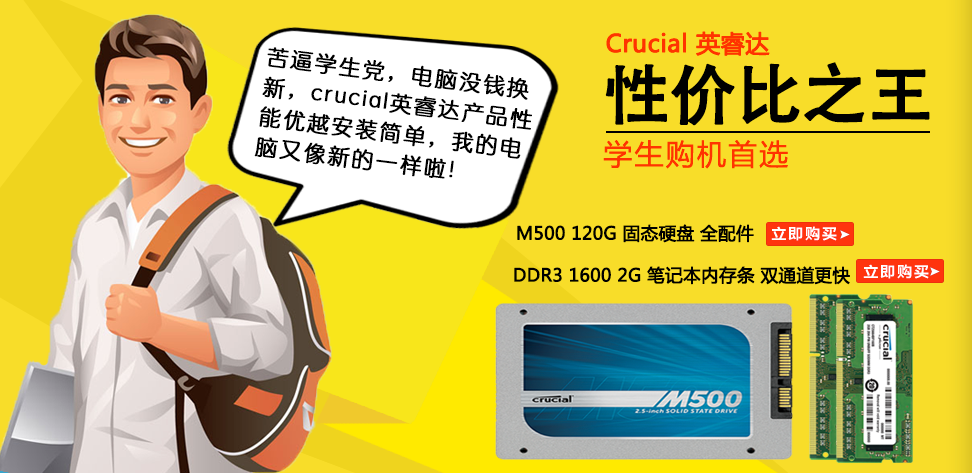 苦逼学生党，电脑没钱换
新，crucial英睿达产品性
能优越安装简单，我的电
脑又像新的一样啦！
Crucial 英睿达
性价比之王
学生购机首选
M500 120G 固态硬盘 全配件 立即购买
DDR3 1600 2G 笔记本内存条 双通道更快 立即购买
crucial
M500
2.5-inch SOLID STATE DRIVE
crucial